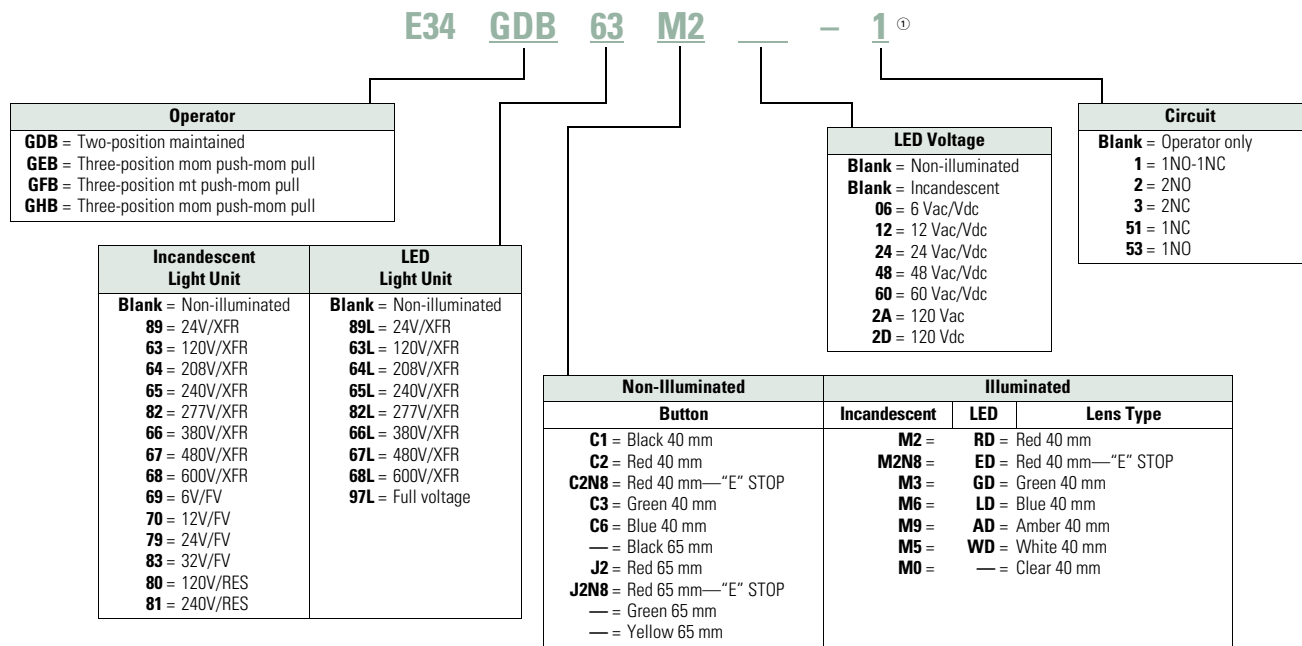 E34 GDB 63 M2 – 1 ①
Operator
GDB = Two-position maintained
GEB = Three-position mom push-mom pull
GFB = Three-position mt push-mom pull
GHB = Three-position mom push-mom pull
Incandescent Light Unit
Blank = Non-illuminated
89 = 24V/XFR
63 = 120V/XFR
64 = 208V/XFR
65 = 240V/XFR
82 = 277V/XFR
66 = 380V/XFR
67 = 480V/XFR
68 = 600V/XFR
69 = 6V/FV
70 = 12V/FV
79 = 24V/FV
83 = 32V/FV
80 = 120V/RES
81 = 240V/RES
LED Light Unit
Blank = Non-illuminated
89L = 24V/XFR
63L = 120V/XFR
64L = 208V/XFR
65L = 240V/XFR
82L = 277V/XFR
66L = 380V/XFR
67L = 480V/XFR
68L = 600V/XFR
97L = Full voltage
Non-Illuminated
Button
C1 = Black 40 mm
C2 = Red 40 mm
C2N8 = Red 40 mm—“E” STOP
C3 = Green 40 mm
C6 = Blue 40 mm
— = Black 65 mm
J2 = Red 65 mm
J2N8 = Red 65 mm—“E” STOP
— = Green 65 mm
— = Yellow 65 mm
Illuminated
Incandescent LED Lens Type
M2 = RD = Red 40 mm
M2N8 = ED = Red 40 mm—“E” STOP
M3 = GD = Green 40 mm
M6 = LD = Blue 40 mm
M9 = AD = Amber 40 mm
M5 = WD = White 40 mm
M0 = — = Clear 40 mm
LED Voltage
Blank = Non-illuminated
Blank = Incandescent
06 = 6 Vac/Vdc
12 = 12 Vac/Vdc
24 = 24 Vac/Vdc
48 = 48 Vac/Vdc
60 = 60 Vac/Vdc
2A = 120 Vac
2D = 120 Vdc
Circuit
Blank = Operator only
1 = 1NO-1NC
2 = 2NO
3 = 2NC
51 = 1NC
53 = 1NO